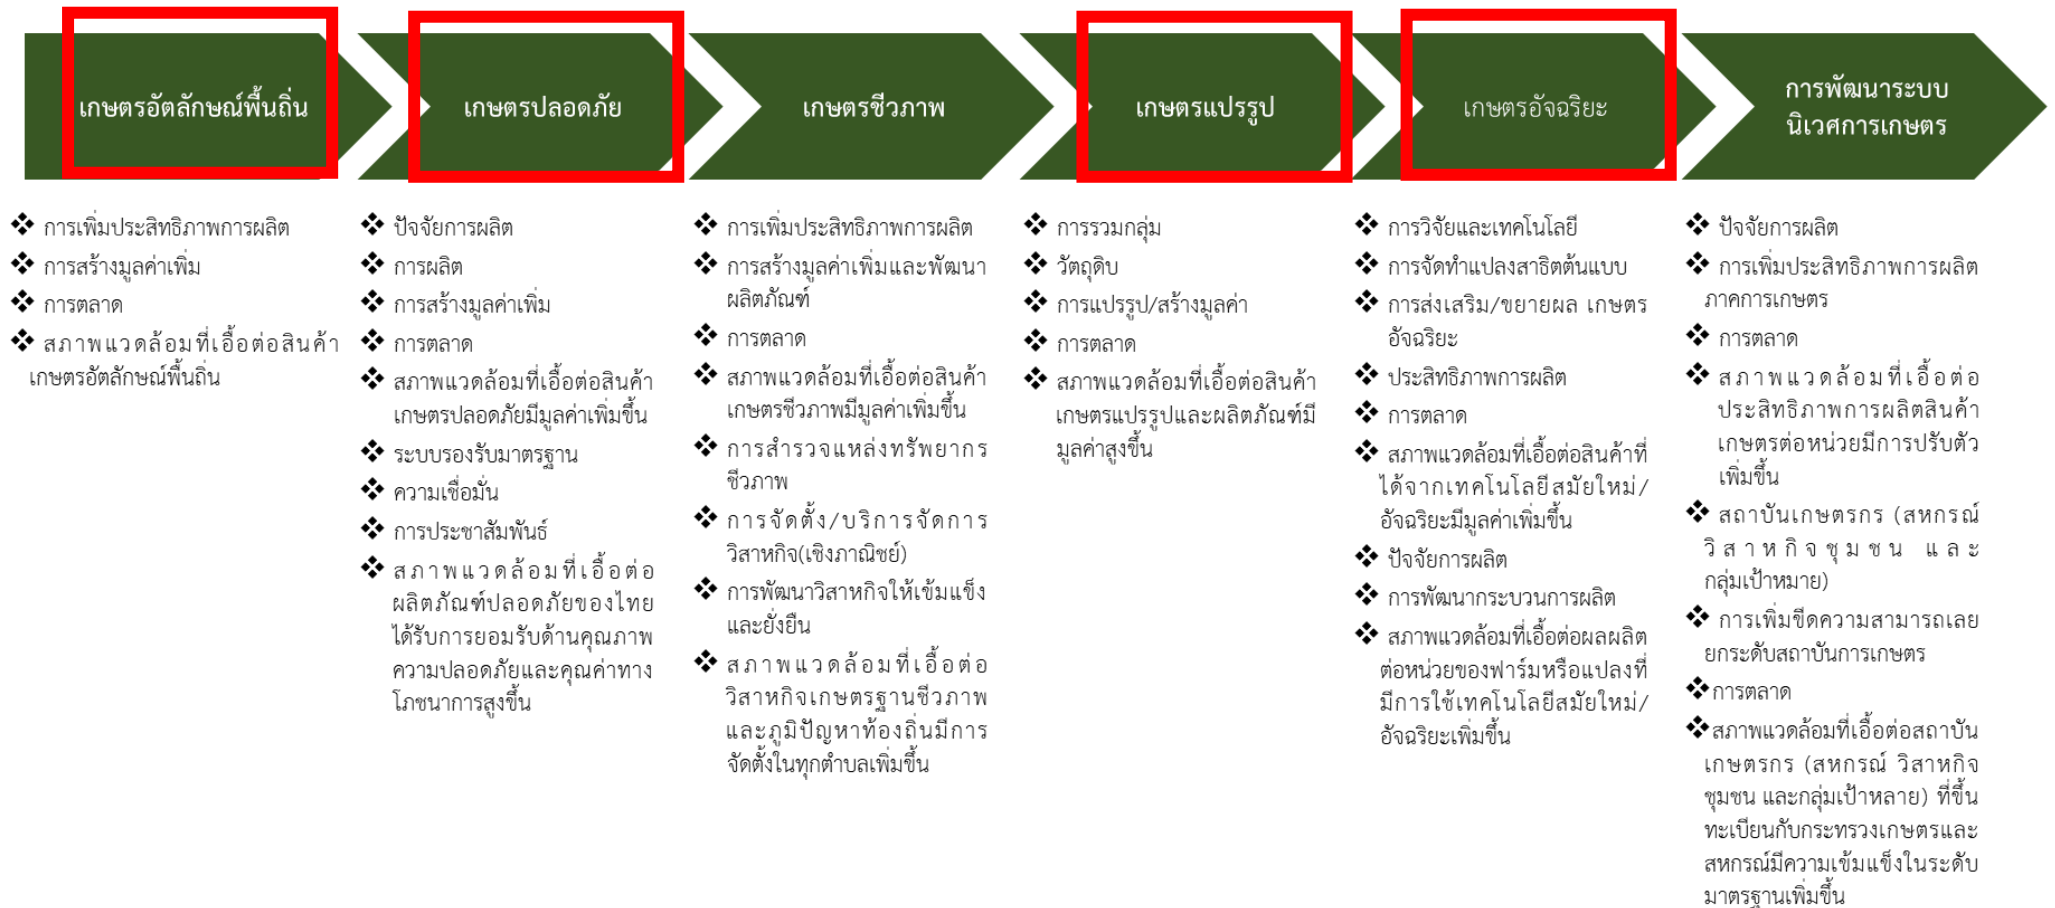 เกษตรอัตลักษณ์พื้นถิ่น
เกษตรปลอดภัย
เกษตรชีวภาพ
เกษตรแปรรูป
เกษตรอัจฉริยะ
การพัฒนาระบบ
นิเวศการเกษตร
❖ การเพิ่มประสิทธิภาพการผลิต
❖ การสร้างมูลค่าเพิ่ม
❖ การตลาด
❖ สภาพแวดล้อมที่เอื้อต่อสินค้า
เกษตรอัตลักษณ์พื้นถิ่น
❖ ปัจจัยการผลิต
❖ การผลิต
❖ การสร้างมูลค่าเพิ่ม
❖ การตลาด
❖ สภาพแวดล้อมที่เอื้อต่อสินค้า
เกษตรปลอดภัยมีมูลค่าเพิ่มขึ้น
❖ ระบบรองรับมาตรฐาน
❖ ความเชื่อมั่น
❖ การประชาสัมพันธ์
❖ สภาพแวดล้อมที่เอื้อต่อ
ผลิตภัณฑ์ปลอดภัยของไทย
ได้รับการยอมรับด้านคุณภาพ
ความปลอดภัยและคุณค่าทาง
โภชนาการสูงขึ้น
❖ การเพิ่มประสิทธิภาพการผลิต
❖ การสร้างมูลค่าเพิ่มและพัฒนา
ผลิตภัณฑ์
❖ การตลาด
❖ สภาพแวดล้อมที่เอื้อต่อสินค้า
เกษตรชีวภาพมีมูลค่าเพิ่มขึ้น
❖ การสำรวจแหล่งทรัพยากร
ชีวภาพ
❖ การจัดตั้ง/บริการจัดการ
วิสาหกิจ(เชิงภาณิชย์)
❖ การพัฒนาวิสาหกิจให้เข้มแข็ง
และยั่งยืน
❖ สภาพแวดล้อมที่เอื้อต่อ
วิสาหกิจเกษตรฐานชีวภาพ
และภูมิปัญหาท้องถิ่นมีการ
จัดตั้งในทุกตำบลเพิ่มขึ้น
❖ การรวมกลุ่ม
❖ วัตถุดิบ
❖ การแปรรูป/สร้างมูลค่า
❖ การตลาด
❖ สภาพแวดล้อมที่เอื้อต่อสินค้า
เกษตรแปรรูปและผลิตภัณฑ์มี
มูลค่าสูงขึ้น
❖ การวิจัยและเทคโนโลยี
❖ การจัดทำแปลงสาธิตต้นแบบ
❖ การส่งเสริม/ขยายผล เกษตร
อัจฉริยะ
❖ ประสิทธิภาพการผลิต
❖ การตลาด
❖ สภาพแวดล้อมที่เอื้อต่อสินค้าที่
ได้จากเทคโนโลยีสมัยใหม่/
อัจฉริยะมีมูลค่าเพิ่มขึ้น
❖ ปัจจัยการผลิต
❖ การพัฒนากระบวนการผลิต
❖ สภาพแวดล้อมที่เอื้อต่อผลผลิต
ต่อหน่วยของฟาร์มหรือแปลงที่
มีการใช้เทคโนโลยีสมัยใหม่/
อัจฉริยะเพิ่มขึ้น
❖ ปัจจัยการผลิต
❖ การเพิ่มประสิทธิภาพการผลิต
ภาคการเกษตร
❖ การตลาด
❖ สภาพแวดล้อมที่เอื้อต่อ
ประสิทธิภาพการผลิตสินค้า
เกษตรต่อหน่วยมีการปรับตัว
เพิ่มขึ้น
❖ สถาบันเกษตรกร (สหกรณ์
วิสาหกิจชุมชน และ
กลุ่มเป้าหมาย)
❖ การเพิ่มขีดความสามารถเลย
ยกระดับสถาบันการเกษตร
❖การตลาด
❖สภาพแวดล้อมที่เอื้อต่อสถาบัน
เกษตรกร (สหกรณ์ วิสาหกิจ
ชุมชน และกลุ่มเป้าหลาย) ที่ขึ้น
ทะเบียนกับกระทรวงเกษตรและ
สหกรณ์มีความเข้มแข็งในระดับ
มาตรฐานเพิ่มขึ้น